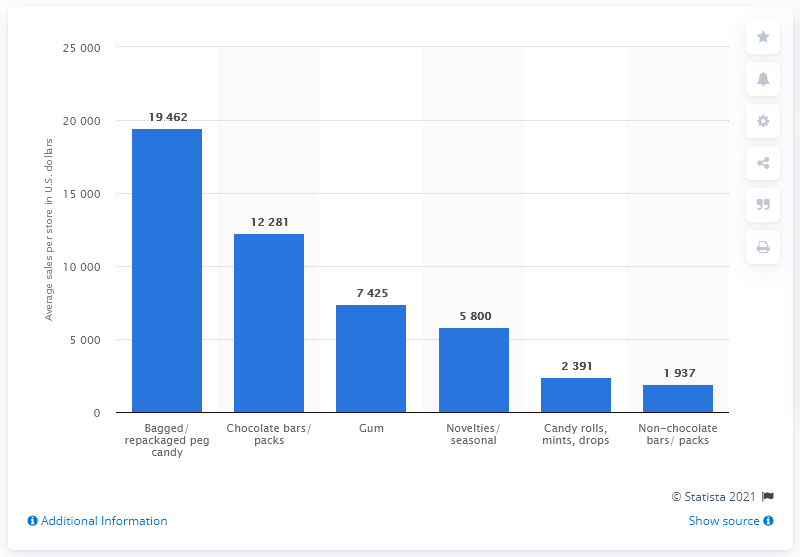 25 000
20 000
15 000
10 000
5 000
0
Average sales per store in U.S. dollars
19 462
12 281
7 425
5 800
2 391
1 937
Bagged/
repackaged peg
candy
Chocolate bars/
packs
Gum
Novelties/
seasonal
Candy rolls,
mints, drops
Non-chocolate
bars/ packs
© Statista 2021
Additional Information
Show source